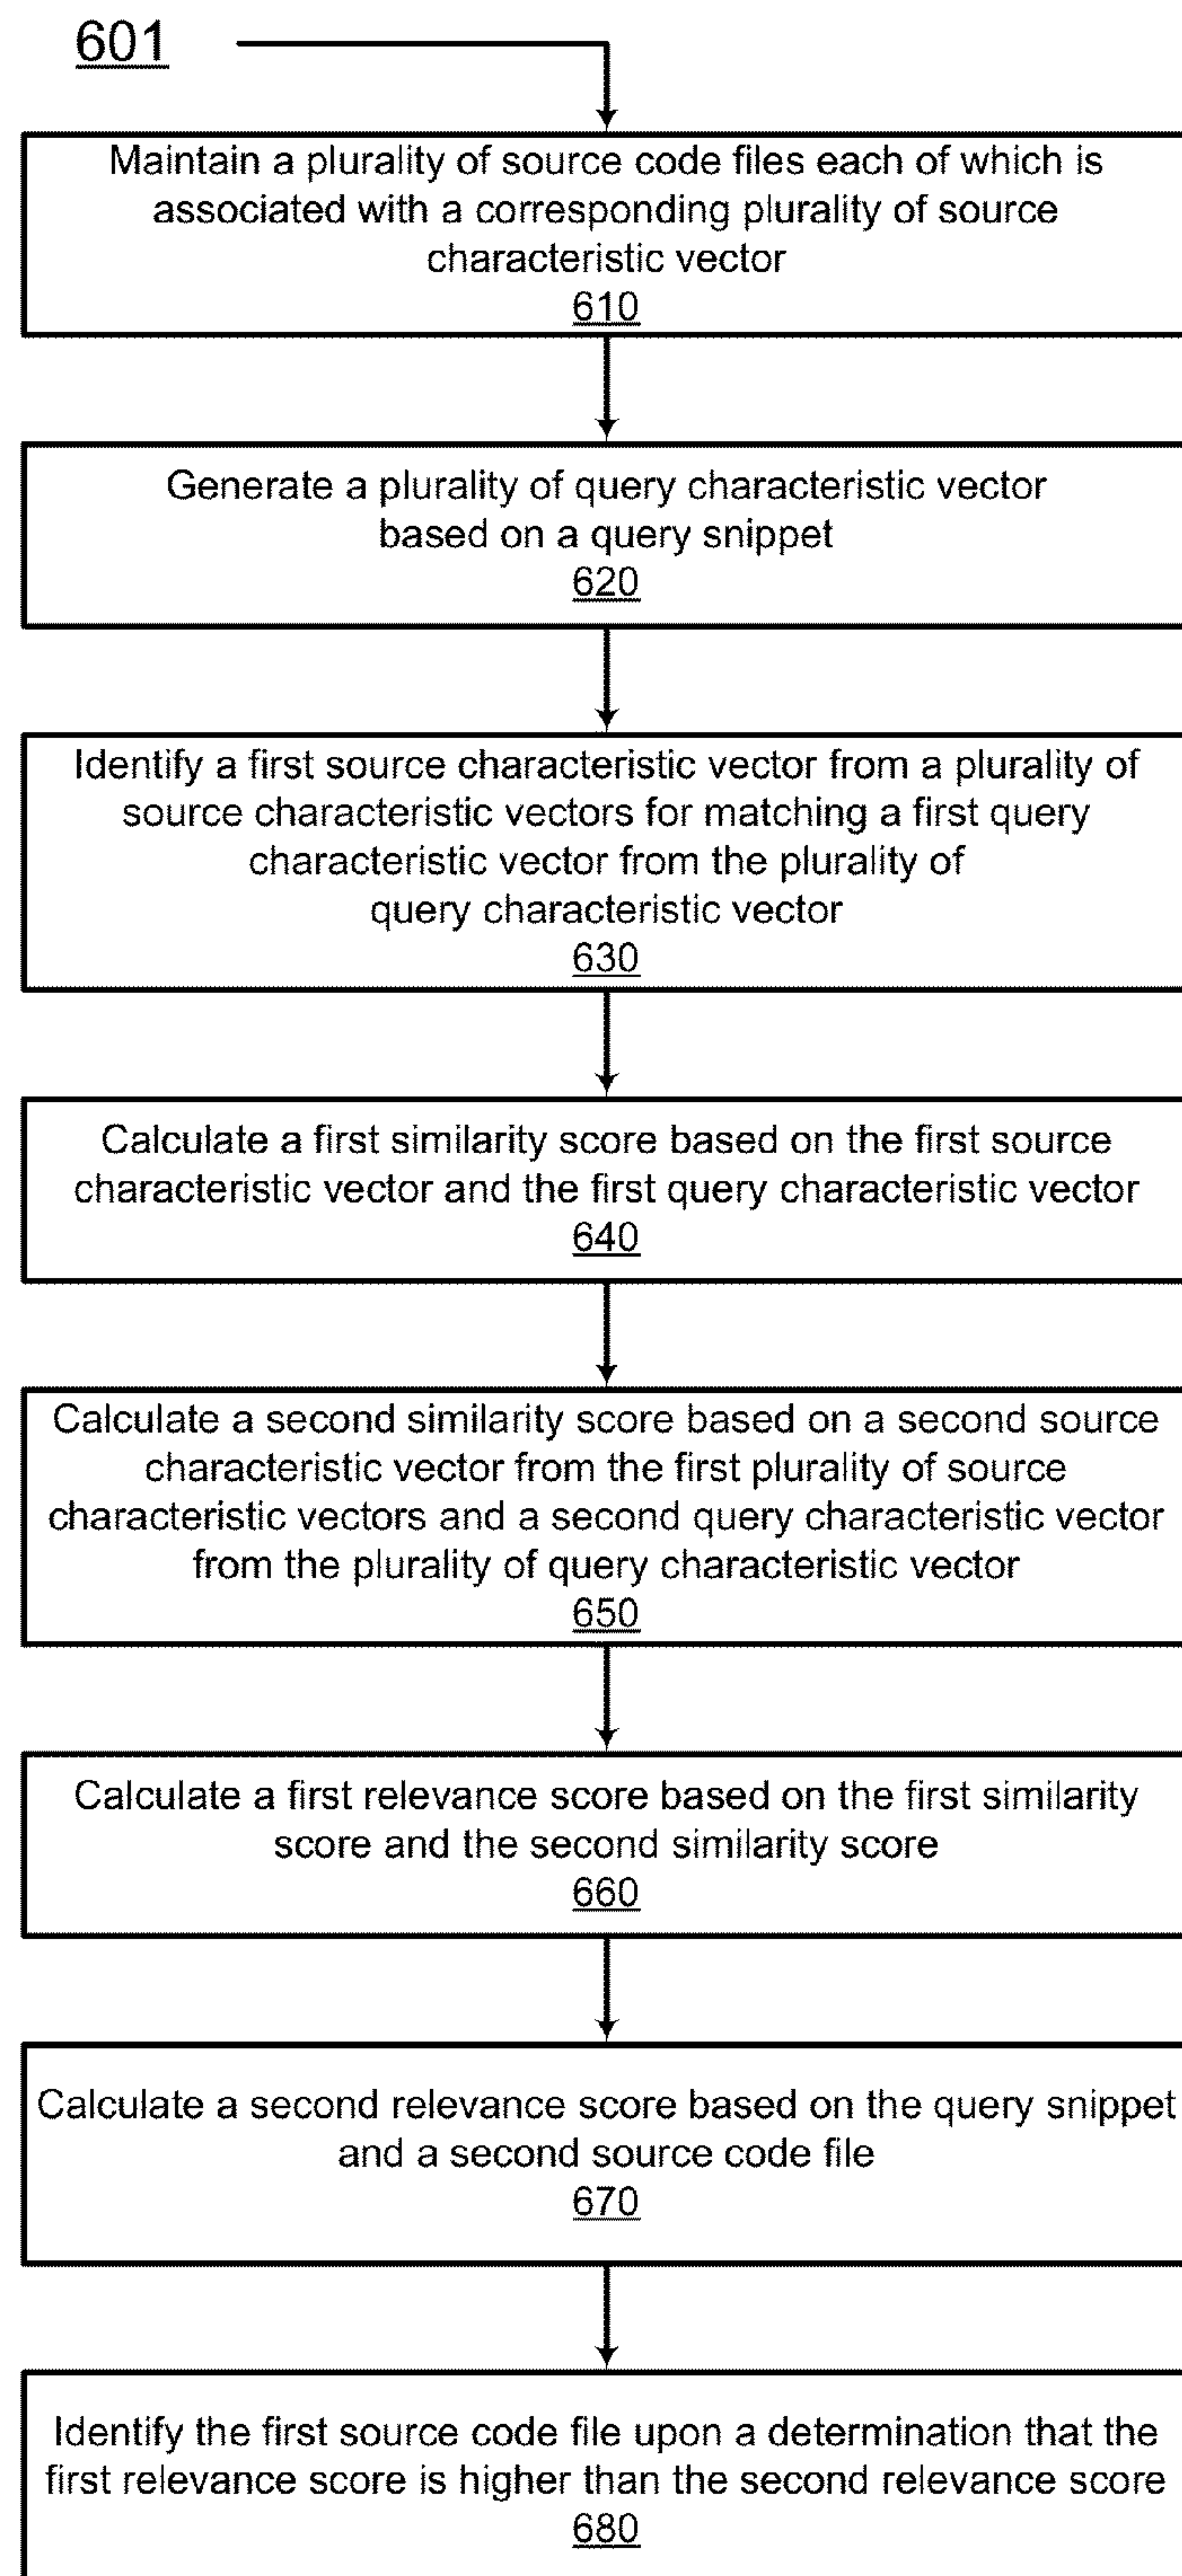 601
Maintain a plurality of source code files each of which is
associated with a corresponding plurality of source
characteristic vector
610
Generate a plurality of query characteristic vector
based on a query snippet
620
Identify a first source characteristic vector from a plurality of
source characteristic vectors for matching a first query
characteristic vector from the plurality of
query characteristic vector
630
Calculate a first similarity score based on the first source
characteristic vector and the first query characteristic vector
640
Calculate a second similarity score based on a second source
characteristic vector from the first plurality of source
characteristic vectors and a second query characteristic vector
from the plurality of query characteristic vector
650
Calculate a first relevance score based on the first similarity
score and the second similarity score
660
Calculate a second relevance score based on the query snippet
and a second source code file
670
Identify the first source code file upon a determination that the
first relevance score is higher than the second relevance score
680